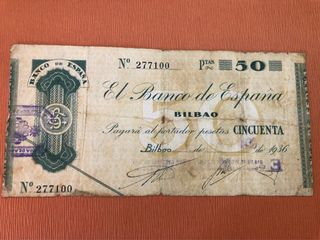 Nº 277100 PTAS 50
BANCO DE ESPAÑA
El Banco de España
BILBAO
Pagará al portador pesetas CINCUENTA
Bilbao de de 1936
3
Nº 277100